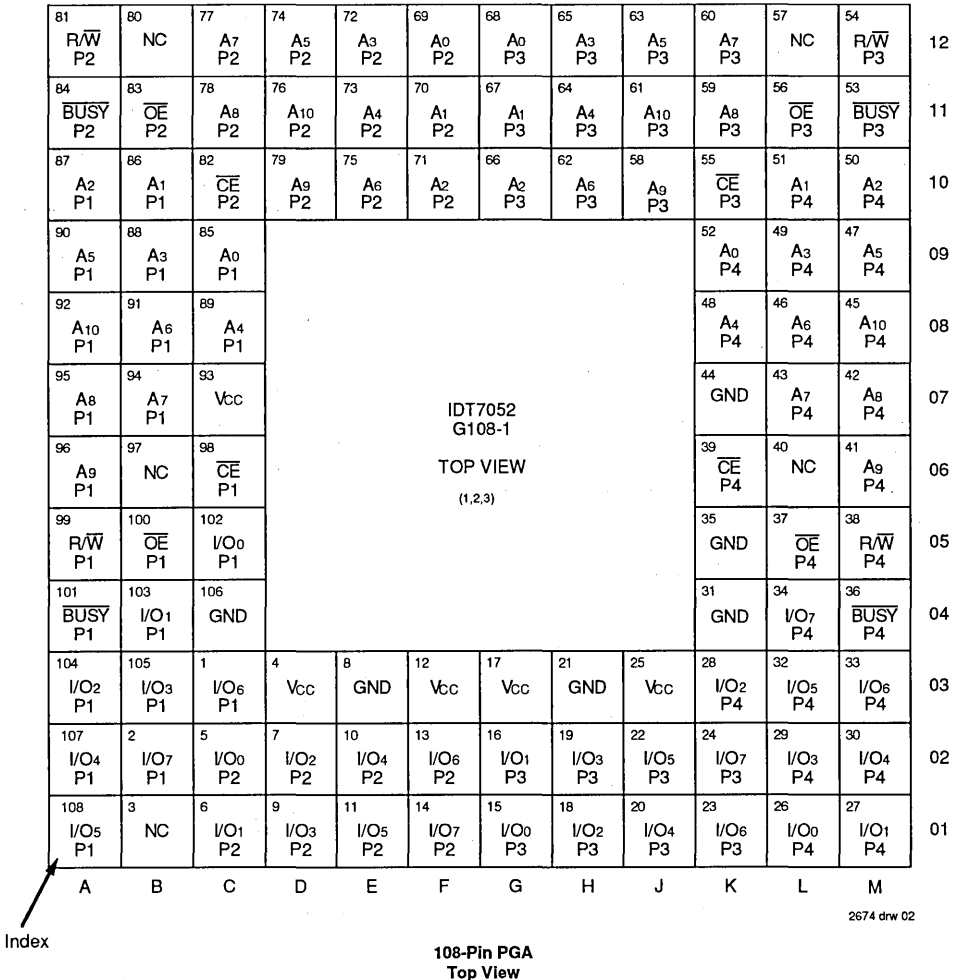 81 80 77 74 72 69 68 65 63 60 57 54
R/W̅ NC A7 A5 A3 A0 A0 A3 A5 A7 NC R/W̅ 12
P2 P2 P2 P2 P2 P3 P3 P3 P3 P3
84 83 78 76 73 70 67 64 61 59 56 53
B̅U̅S̅Y̅ O̅E̅ A8 A10 A4 A1 A1 A4 A10 A8 O̅E̅ B̅U̅S̅Y̅ 11
P2 P2 P2 P2 P2 P2 P3 P3 P3 P3 P3 P3
87 86 82 79 75 71 66 62 58 55 51 50
A2 A1 C̅E̅ A9 A6 A2 A2 A6 A9 C̅E̅ A1 A2 10
P1 P1 P2 P2 P2 P2 P3 P3 P3 P3 P4 P4
90 88 85 52 49 47
A5 A3 A0 A0 A3 A5 09
P1 P1 P1 P4 P4 P4
92 91 89 48 46 45
A10 A6 A4 A4 A6 A10 08
P1 P1 P1 P4 P4 P4
95 94 93 44 43 42
A8 A7 VCC GND A7 A8 07
P1 P1 P4 P4
IDT7052
G108-1
TOP VIEW
(1,2,3)
96 97 98 39 40 41
A9 NC C̅E̅ C̅E̅ NC A9 06
P1 P1 P4 P4
99 100 102 35 37 38
R/W̅ O̅E̅ I/O0 GND O̅E̅ R/W̅ 05
P1 P1 P1 P4 P4
101 103 106 31 34 36
B̅U̅S̅Y̅ I/O1 GND GND I/O7 B̅U̅S̅Y̅ 04
P1 P1 P4 P4
104 105 1 4 8 12 17 21 25 28 32 33
I/O2 I/O3 I/O6 VCC GND VCC VCC GND VCC I/O2 I/O5 I/O6 03
P1 P1 P1 P4 P4 P4
107 2 5 7 10 13 16 19 22 24 29 30
I/O4 I/O7 I/O0 I/O2 I/O4 I/O6 I/O1 I/O3 I/O5 I/O7 I/O3 I/O4 02
P1 P1 P2 P2 P2 P2 P3 P3 P3 P3 P4 P4
108 3 6 9 11 14 15 18 20 23 26 27
I/O5 NC I/O1 I/O3 I/O5 I/O7 I/O0 I/O2 I/O4 I/O6 I/O0 I/O1 01
P1 P2 P2 P2 P2 P3 P3 P3 P3 P4 P4
A B C D E F G H J K L M
2674 drw 02
Index
108-Pin PGA
Top View